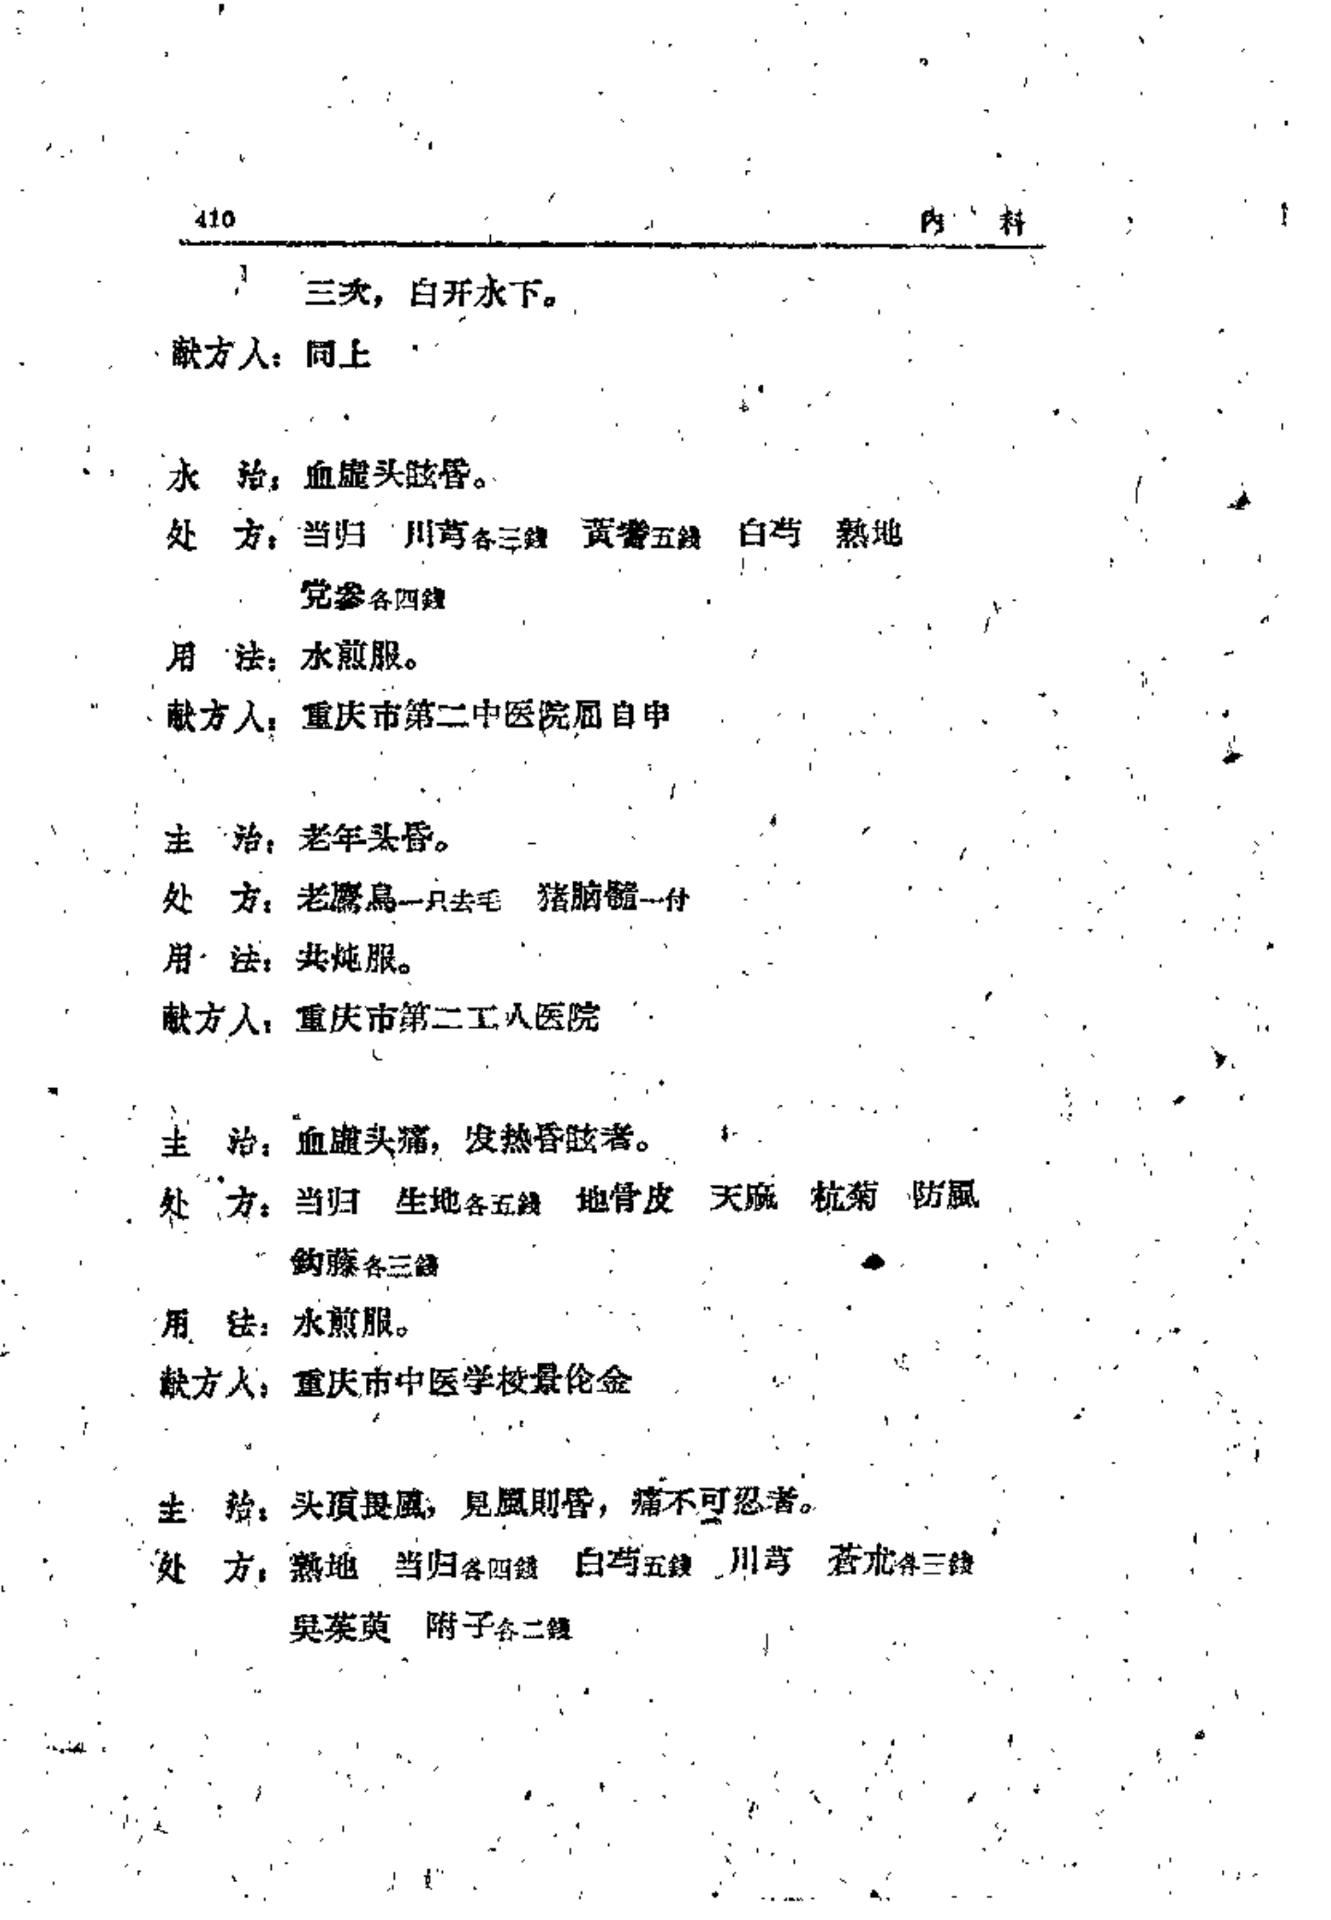 410 内 科
三次，白开水下。
献方人：同上
水 治：血虚头眩昏。
处 方：当归 川芎各三錢 黃耆五錢 白芍 熟地
党参各四錢
用 法：水煎服。
献方人：重庆市第二中医院屈自申
主 治：老年头昏。
处 方：老鹰鳥一只去毛 猪脑髓一付
用 法：共炖服。
献方人：重庆市第二工人医院
主 治：血虚头痛，发热昏眩者。
处 方：当归 生地各五錢 地骨皮 天麻 杭菊 防風
鈎藤各三錢
用 法：水煎服。
献方人：重庆市中医学校景伦金
主 治：头頂畏風，見風則昏，痛不可忍者。
处 方：熟地 当归各四錢 白芍五錢 川芎 蒼朮各三錢
吳茱萸 附子各二錢